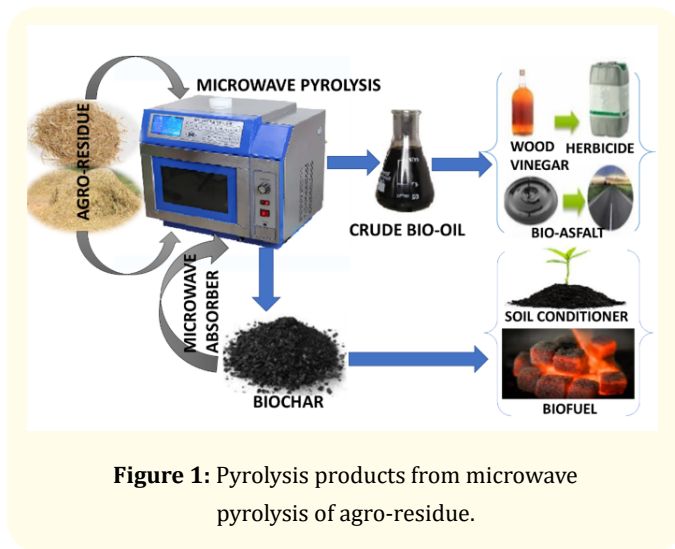 MICROWAVE PYROLYSIS
AGRO-RESIDUE
WOOD
VINEGAR
HERBICIDE
CRUDE BIO-OIL
BIO-ASFALT
MICROWAVE
ABSORBER
SOIL CONDITIONER
BIOCHAR
BIOFUEL
Figure 1: Pyrolysis products from microwave
pyrolysis of agro-residue.